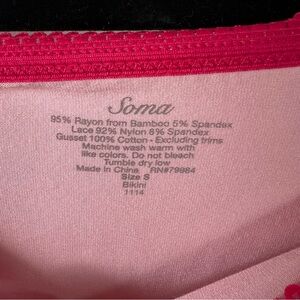 Soma
95% Rayon from Bamboo 5% Spandex
Lace 92% Nylon 8% Spandex
Gusset 100% Cotton - Excluding trims
Machine wash warm with
like colors. Do not bleach
Tumble dry low
Made in China RN#79984
Size S
Bikini
1114